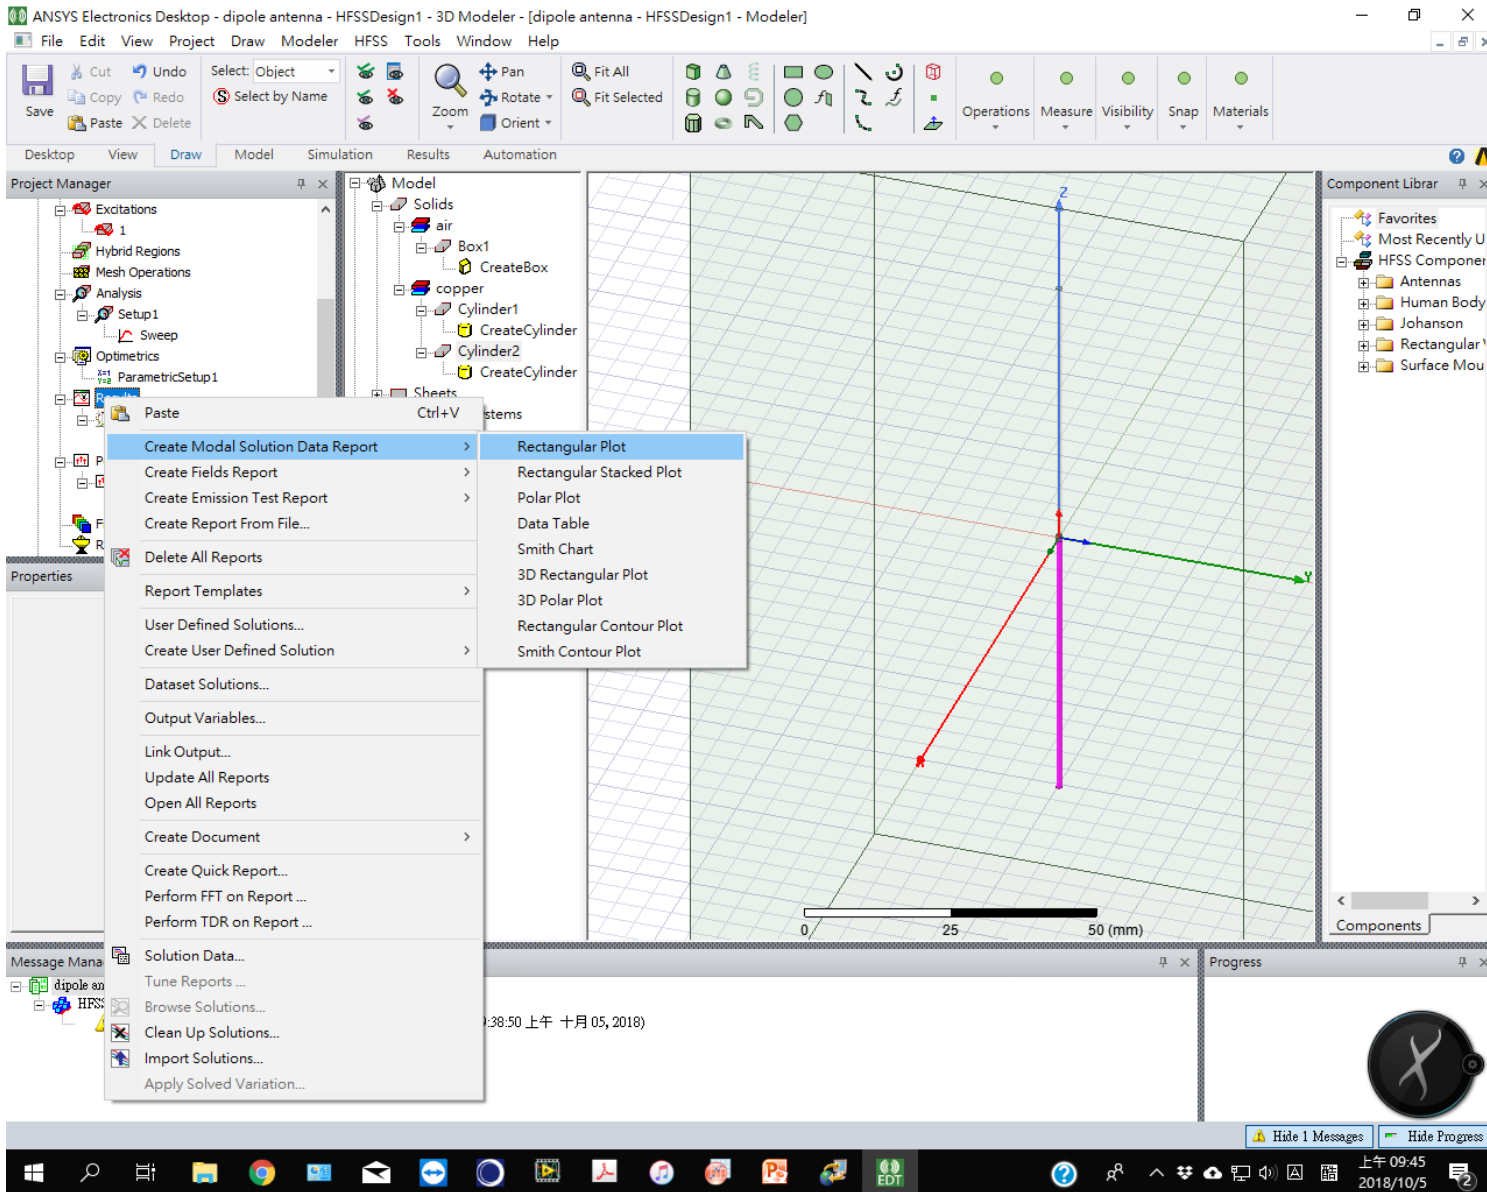 ANSYS Electronics Desktop - dipole antenna - HFSSDesign1 - 3D Modeler - [dipole antenna - HFSSDesign1 - Modeler]
File Edit View Project Draw Modeler HFSS Tools Window Help
Save
Cut
Copy
Paste
Undo
Redo
Delete
Select: Object
Select by Name
Zoom
Pan
Rotate
Orient
Fit All
Fit Selected
Operations
Measure
Visibility
Snap
Materials
Desktop View Draw Model Simulation Results Automation
Project Manager
Excitations
1
Hybrid Regions
Mesh Operations
Analysis
Setup1
Sweep
Optimetrics
X=1
Y=2
ParametricSetup1
Results
P
F
R
Properties
Model
Solids
air
Box1
CreateBox
copper
Cylinder1
CreateCylinder
Cylinder2
CreateCylinder
Sheets
stems
Paste Ctrl+V
Create Modal Solution Data Report
Create Fields Report
Create Emission Test Report
Create Report From File...
Delete All Reports
Report Templates
User Defined Solutions...
Create User Defined Solution
Dataset Solutions...
Output Variables...
Link Output...
Update All Reports
Open All Reports
Create Document
Create Quick Report...
Perform FFT on Report ...
Perform TDR on Report ...
Solution Data...
Tune Reports ...
Browse Solutions...
Clean Up Solutions...
Import Solutions...
Apply Solved Variation...
Rectangular Plot
Rectangular Stacked Plot
Polar Plot
Data Table
Smith Chart
3D Rectangular Plot
3D Polar Plot
Rectangular Contour Plot
Smith Contour Plot
Z
Y
0 25 50 (mm)
Component Librar
Favorites
Most Recently U
HFSS Componer
Antennas
Human Body
Johanson
Rectangular
Surface Mou
Components
Message Mana
dipole an
HFSS
:38:50 上午 十月 05, 2018)
Progress
Hide 1 Messages
Hide Progress
EDT
上午 09:45
2018/10/5
2